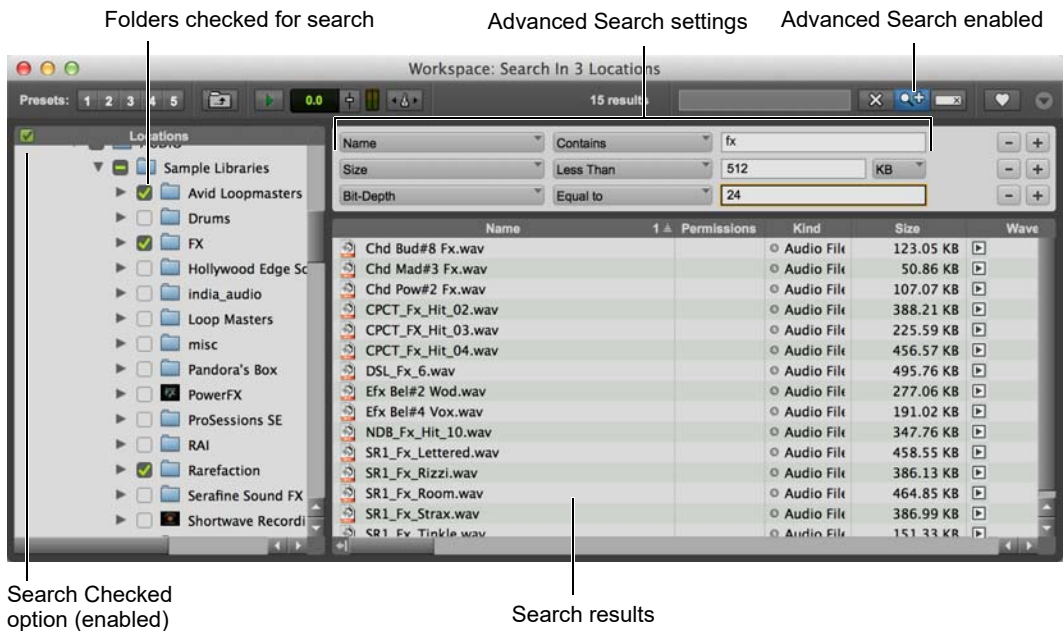 Folders checked for search
Advanced Search settings
Advanced Search enabled
Workspace: Search In 3 Locations
Presets: 1 2 3 4 5
0.0
15 results
Locations
AUDIO
Sample Libraries
Avid Loopmasters
Drums
FX
Hollywood Edge Sc
india_audio
Loop Masters
misc
Pandora's Box
PowerFX
ProSessions SE
RAI
Rarefaction
Serafine Sound FX
Shortwave Recordi
Name Contains fx - +
Size Less Than 512 KB - +
Bit-Depth Equal to 24 - +
Name 1 Permissions Kind Size Wave
Chd Bud#8 Fx.wav Audio File 123.05 KB
Chd Mad#3 Fx.wav Audio File 50.86 KB
Chd Pow#2 Fx.wav Audio File 107.07 KB
CPCT_Fx_Hit_02.wav Audio File 388.21 KB
CPCT_FX_Hit_03.wav Audio File 225.59 KB
CPCT_Fx_Hit_04.wav Audio File 456.57 KB
DSL_Fx_6.wav Audio File 495.76 KB
Efx Bel#2 Wod.wav Audio File 277.06 KB
Efx Bel#4 Vox.wav Audio File 191.02 KB
NDB_Fx_Hit_10.wav Audio File 347.76 KB
SR1_Fx_Lettered.wav Audio File 458.55 KB
SR1_Fx_Rizzi.wav Audio File 386.13 KB
SR1_Fx_Room.wav Audio File 464.85 KB
SR1_Fx_Strax.wav Audio File 386.99 KB
SR1_Fx_Tinkle.wav Audio File 151.33 KB
Search Checked
option (enabled)
Search results